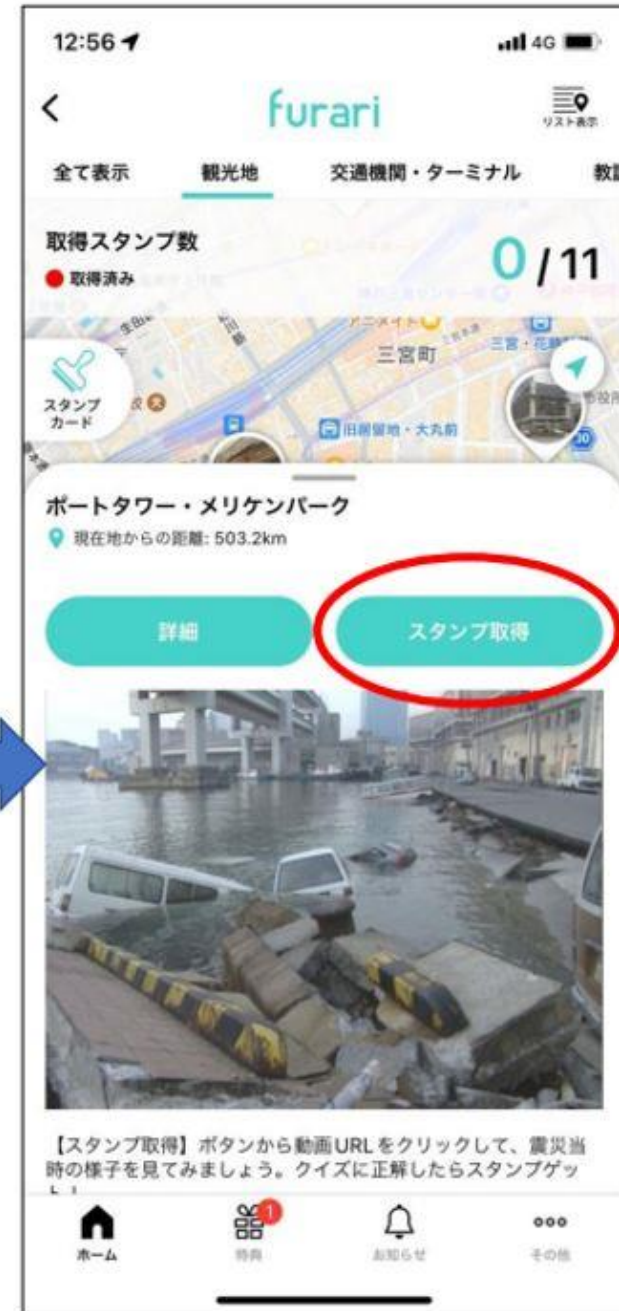 12:56
4G
furari
リスト表示
全て表示 観光地 交通機関・ターミナル 教
取得スタンプ数
取得済み
0/11
三宮町
スタンプ
カード
旧居留地・大丸前
30
ポートタワー・メリケンパーク
現在地からの距離: 503.2km
詳細 スタンプ取得
【スタンプ取得】ボタンから動画URLをクリックして、震災当
時の様子を見てみましょう。クイズに正解したらスタンプゲッ
1
ホーム 特典 お知らせ その他